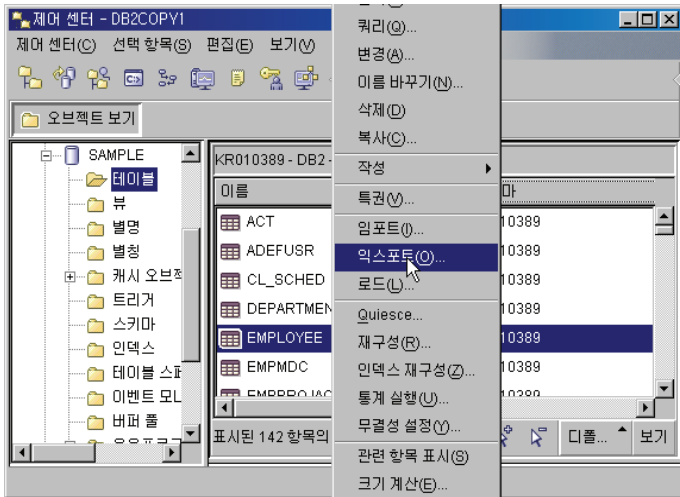 제어 센터 - DB2COPY1
제어 센터(C) 선택 항목(S) 편집(E) 보기(V)
오브젝트 보기
SAMPLE
테이블
뷰
별명
별칭
캐시 오브젝
트리거
스키마
인덱스
테이블 스페
이벤트 모니
버퍼 풀
KR010389 - DB2 -
이름
마
ACT
10389
ADEFUSR
10389
CL_SCHED
10389
DEPARTMEN
10389
EMPLOYEE
10389
EMPMDC
10389
EMPPROJAC
10389
표시된 142 항목의
디폴...
보기
쿼리(Q)...
변경(A)...
이름 바꾸기(N)...
삭제(D)
복사(C)...
작성
특권(V)...
임포트(I)...
익스포트(O)...
로드(L)...
Quiesce...
재구성(R)...
인덱스 재구성(Z)...
통계 실행(U)...
무결성 설정(Y)...
관련 항목 표시(S)
크기 계산(E)...